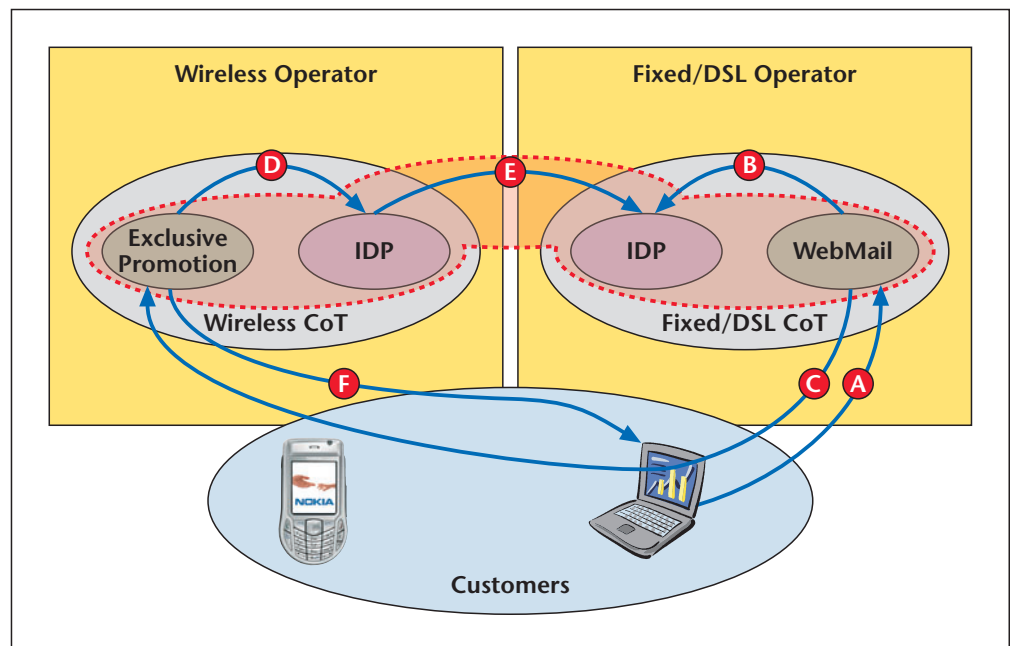 Wireless Operator
Fixed/DSL Operator
D
E
B
Exclusive
Promotion
IDP
IDP
WebMail
Wireless CoT
Fixed/DSL CoT
F
C
A
NOKIA
Customers